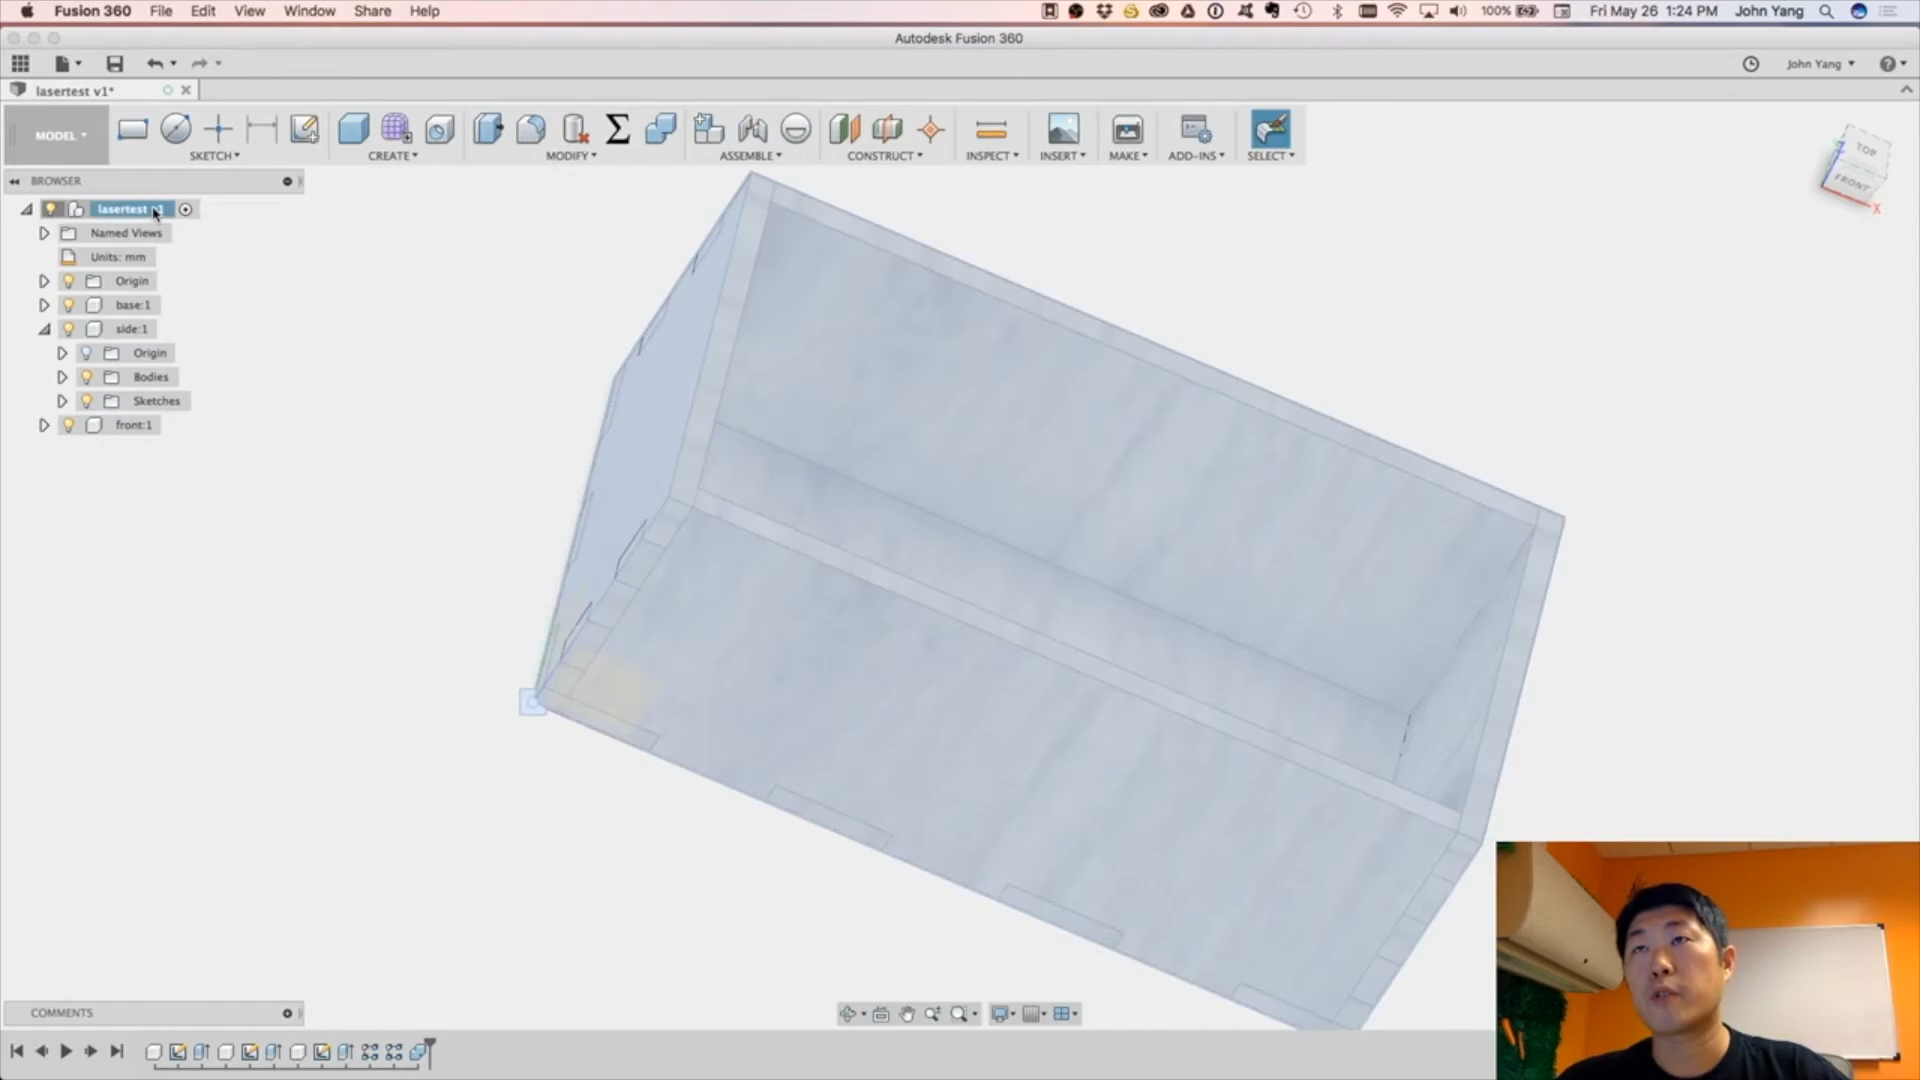 Fusion 360 File Edit View Window Share Help 100% Fri May 26 1:24 PM John Yang
Autodesk Fusion 360
John Yang
lasertest v1*
MODEL
SKETCH CREATE MODIFY ASSEMBLE CONSTRUCT INSPECT INSERT MAKE ADD-INS SELECT
TOP
FRONT
Z
X
BROWSER
lasertest v1
Named Views
Units: mm
Origin
base:1
side:1
Origin
Bodies
Sketches
front:1
COMMENTS